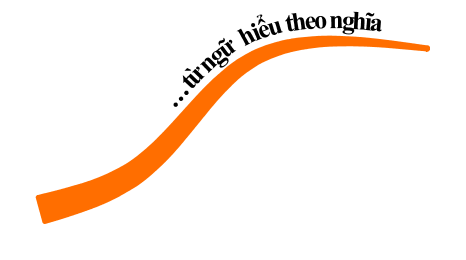 ...từ ngữ hiểu theo nghĩa